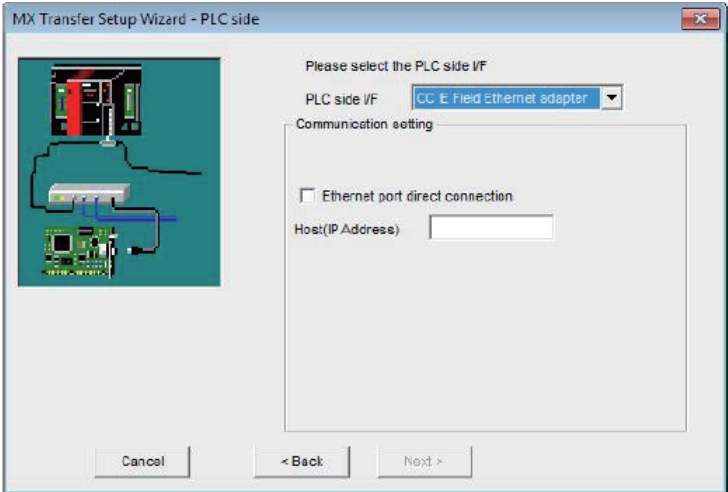 MX Transfer Setup Wizard - PLC side
Please select the PLC side I/F
PLC side I/F
CC IE Field Ethernet adapter
Communication setting
Ethernet port direct connection
Host(IP Address)
Cancel
< Back
Next >